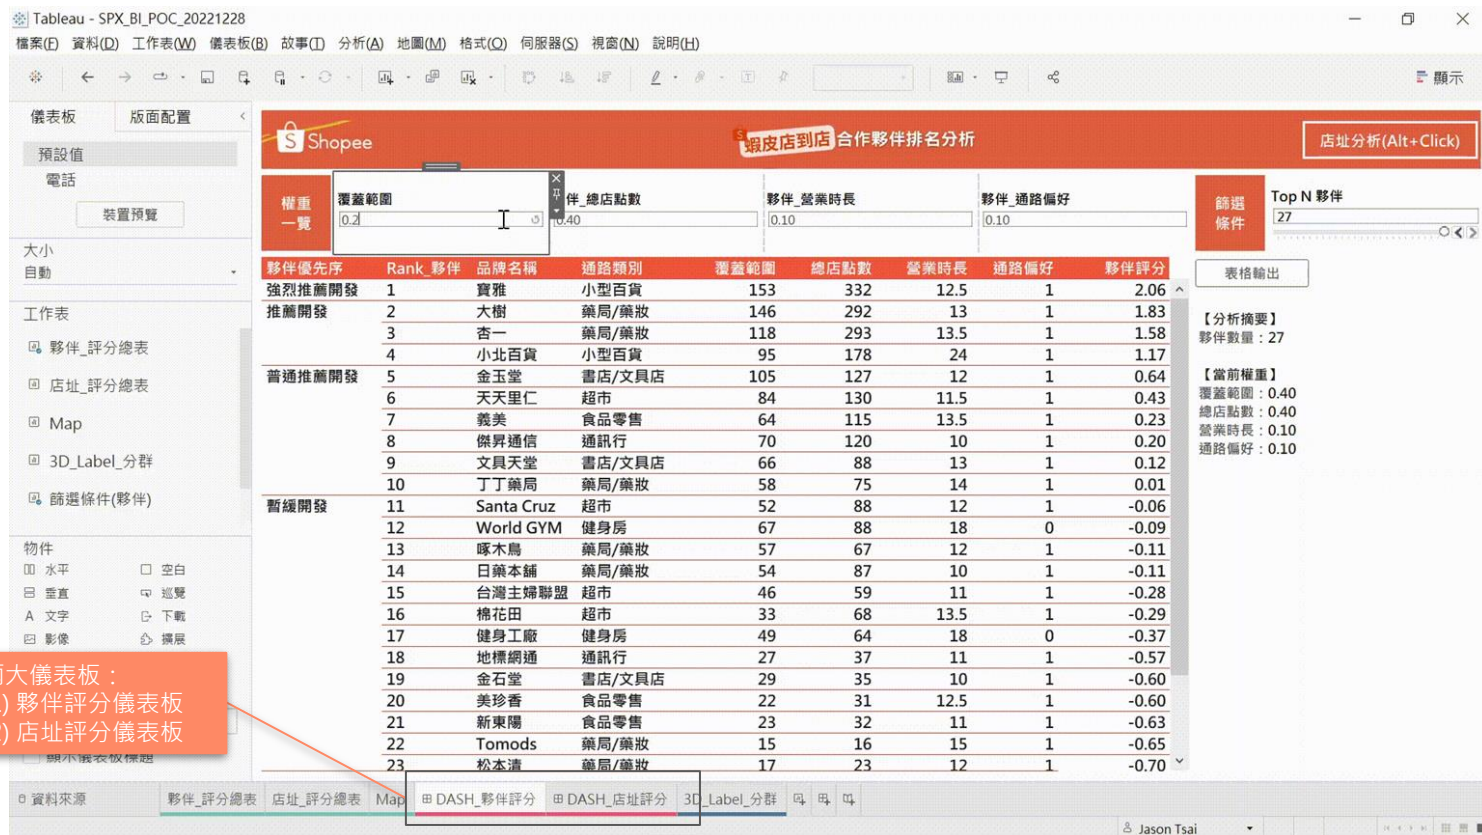 Tableau - SPX_BI_POC_20221228
檔案(F) 資料(D) 工作表(W) 儀表板(B) 故事(T) 分析(A) 地圖(M) 格式(O) 伺服器(S) 視窗(N) 說明(H)
顯示
儀表板 版面配置
預設值
電話
裝置預覽
大小
自動
工作表
夥伴_評分總表
店址_評分總表
Map
3D_Label_分群
篩選條件(夥伴)
物件
水平 空白
垂直 巡覽
A 文字 下載
影像 擴展
大儀表板：
) 夥伴評分儀表板
) 店址評分儀表板
顯示儀表板標題
S Shopee
蝦皮店到店 合作夥伴排名分析
店址分析(Alt+Click)
權重
一覽
覆蓋範圍
0.2
伴_總店點數
0.40
夥伴_營業時長
0.10
夥伴_通路偏好
0.10
篩選
條件
Top N 夥伴
27
夥伴優先序 Rank_夥伴 品牌名稱 通路類別 覆蓋範圍 總店點數 營業時長 通路偏好 夥伴評分
強烈推薦開發 1 寶雅 小型百貨 153 332 12.5 1 2.06
推薦開發 2 大樹 藥局/藥妝 146 292 13 1 1.83
3 杏一 藥局/藥妝 118 293 13.5 1 1.58
4 小北百貨 小型百貨 95 178 24 1 1.17
普通推薦開發 5 金玉堂 書店/文具店 105 127 12 1 0.64
6 天天里仁 超市 84 130 11.5 1 0.43
7 義美 食品零售 64 115 13.5 1 0.23
8 傑昇通信 通訊行 70 120 10 1 0.20
9 文具天堂 書店/文具店 66 88 13 1 0.12
10 丁丁藥局 藥局/藥妝 58 75 14 1 0.01
暫緩開發 11 Santa Cruz 超市 52 88 12 1 -0.06
12 World GYM 健身房 67 88 18 0 -0.09
13 啄木鳥 藥局/藥妝 57 67 12 1 -0.11
14 日藥本舖 藥局/藥妝 54 87 10 1 -0.11
15 台灣主婦聯盟 超市 46 59 11 1 -0.28
16 棉花田 超市 33 68 13.5 1 -0.29
17 健身工廠 健身房 49 64 18 0 -0.37
18 地標網通 通訊行 27 37 11 1 -0.57
19 金石堂 書店/文具店 29 35 10 1 -0.60
20 美珍香 食品零售 22 31 12.5 1 -0.60
21 新東陽 食品零售 23 32 11 1 -0.63
22 Tomods 藥局/藥妝 15 16 15 1 -0.65
23 松本清 藥局/藥妝 17 23 12 1 -0.70
表格輸出
【分析摘要】
夥伴數量：27
【當前權重】
覆蓋範圍：0.40
總店點數：0.40
營業時長：0.10
通路偏好：0.10
資料來源 夥伴_評分總表 店址_評分總表 Map DASH_夥伴評分 DASH_店址評分 3D_Label_分群
Jason Tsai